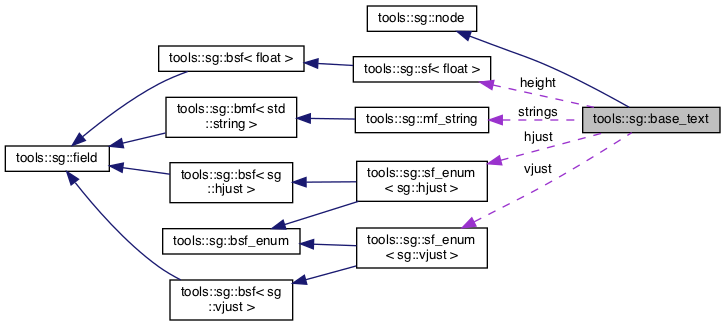 tools::sg::node
tools::sg::bsf< float >
tools::sg::sf< float >
height
tools::sg::bmf< std
::string >
tools::sg::mf_string
strings
tools::sg::base_text
hjust
tools::sg::field
tools::sg::bsf< sg
::hjust >
tools::sg::sf_enum
< sg::hjust >
vjust
tools::sg::bsf_enum
tools::sg::sf_enum
< sg::vjust >
tools::sg::bsf< sg
::vjust >